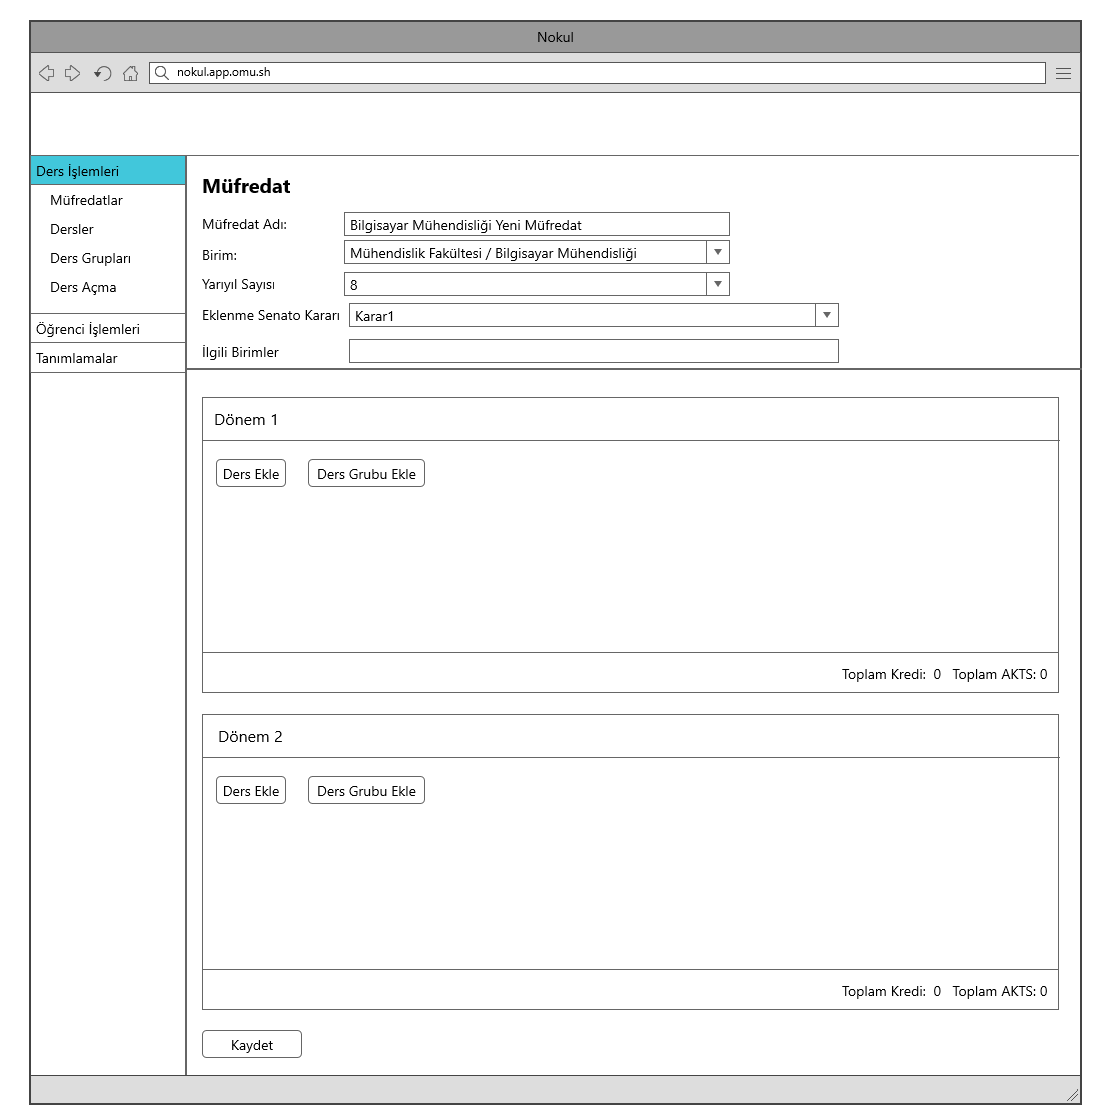 Nokul
nokul.app.omu.sh
Ders İşlemleri
Müfredatlar
Dersler
Ders Grupları
Ders Açma
Öğrenci İşlemleri
Tanımlamalar
Müfredat
Müfredat Adı: Bilgisayar Mühendisliği Yeni Müfredat
Birim: Mühendislik Fakültesi / Bilgisayar Mühendisliği
Yarıyıl Sayısı 8
Eklenme Senato Kararı Karar1
İlgili Birimler
Dönem 1
Ders Ekle Ders Grubu Ekle
Toplam Kredi: 0 Toplam AKTS: 0
Dönem 2
Ders Ekle Ders Grubu Ekle
Toplam Kredi: 0 Toplam AKTS: 0
Kaydet